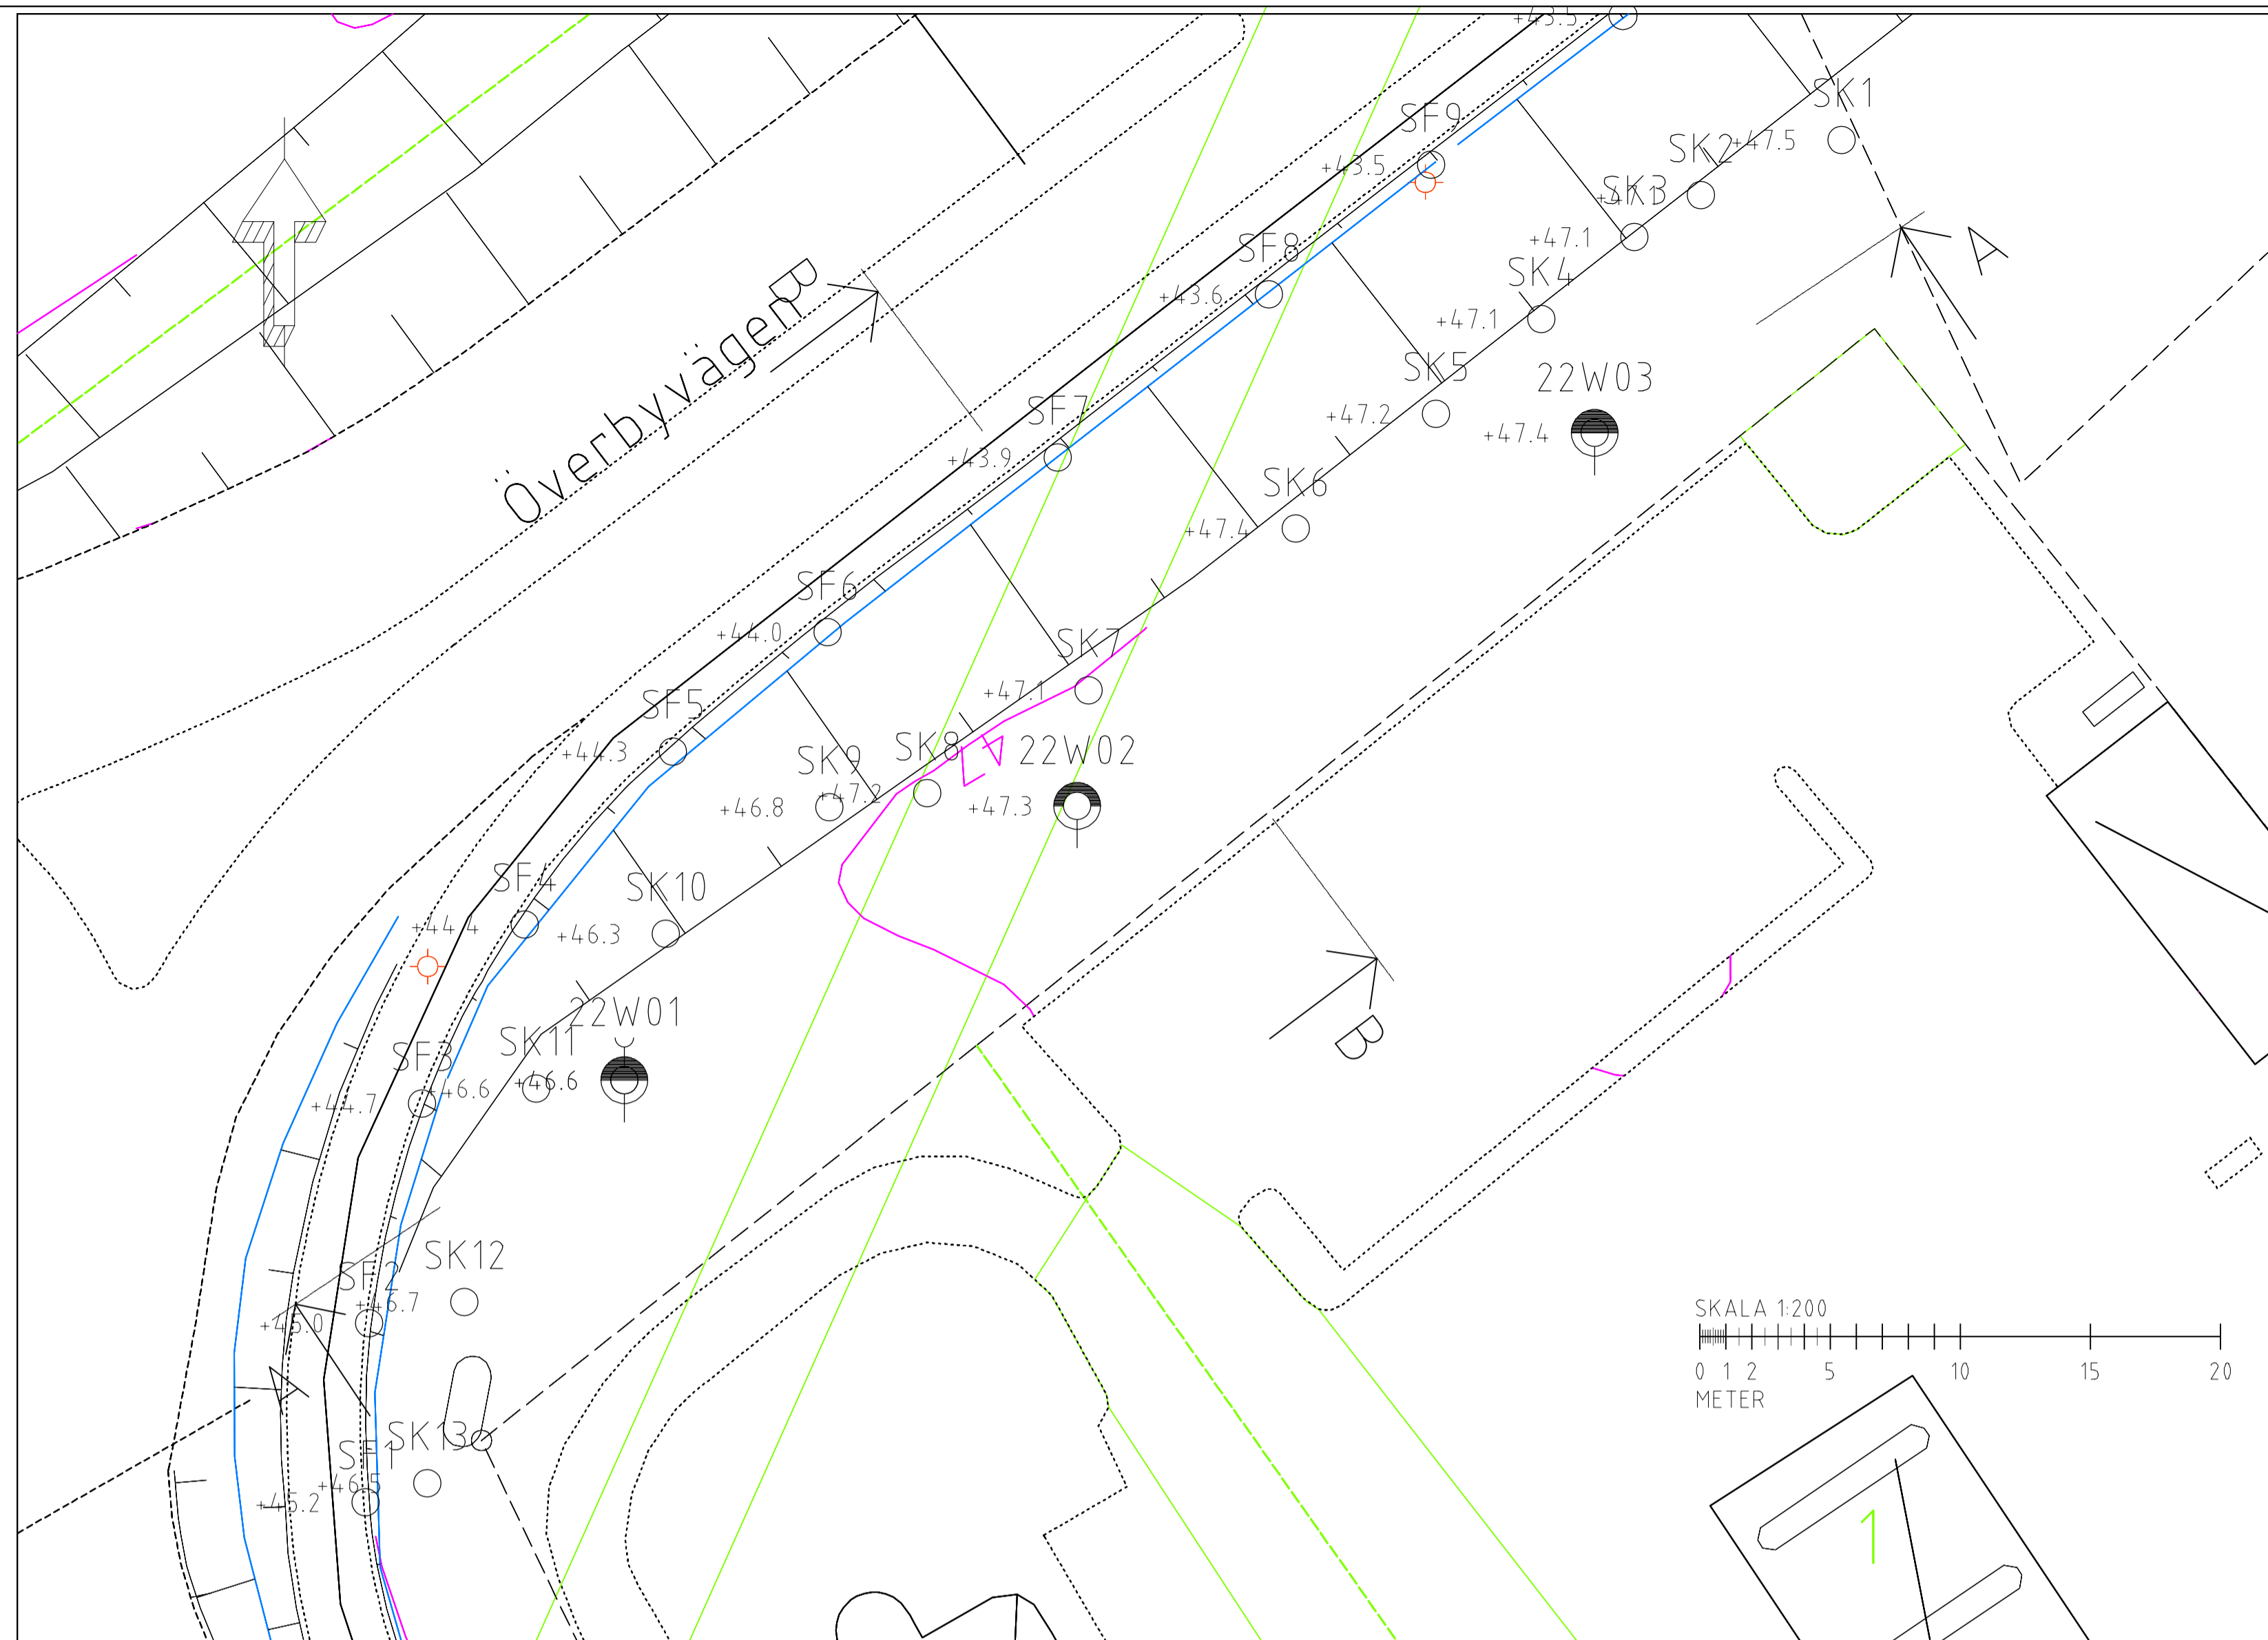 +43.5
SK1
SF9
SK2
+47.5
+43.5
SK3
+47.1
+47.1
A
SF8
SK4
+43.6
+47.1
B
Överbyvägen
SK5
22W03
SF7
+47.2
+47.4
+43.9
SK6
+47.4
SF6
+44.0
SK7
+47.1
SF5
+44.3
SK9
SK8
22W02
+46.8
+47.2
+47.3
SF4
SK10
+44.4
+46.3
22W01
SK11
SF3
B
+46.6
+46.6
+44.7
SK12
SF2
+46.7
+45.0
SKALA 1:200
0 1 2 5 10 15 20
METER
A
SK13
SF1
+46.5
+45.2
1